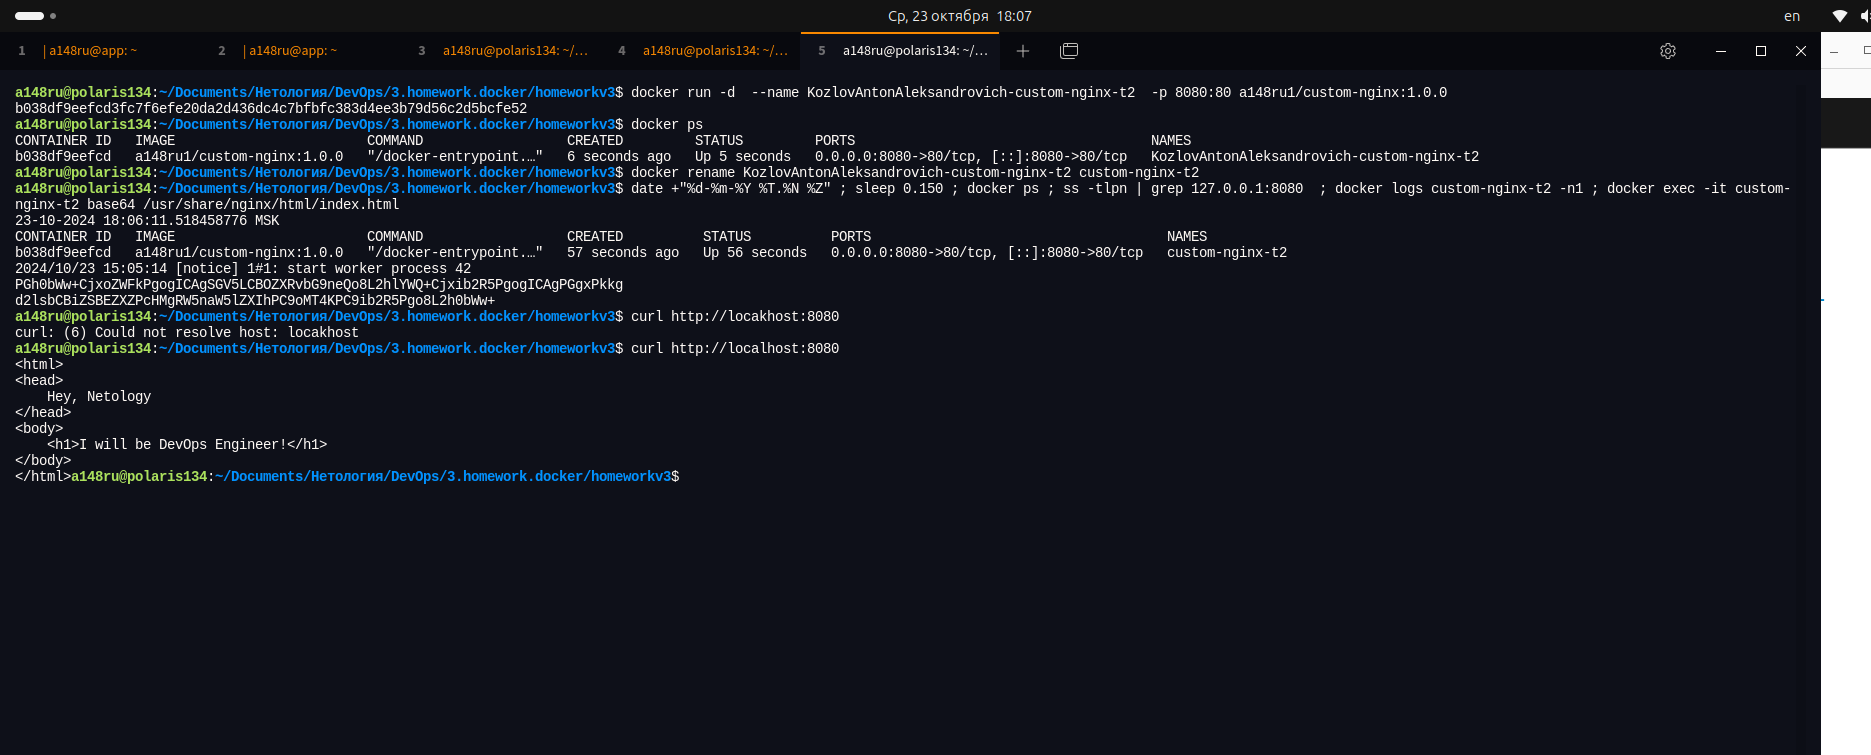 Ср, 23 октября 18:07
en
1 | a148ru@app: ~
2 | a148ru@app: ~
3 a148ru@polaris134: ~/…
4 a148ru@polaris134: ~/…
5 a148ru@polaris134: ~/…
a148ru@polaris134:~/Documents/Нетология/DevOps/3.homework.docker/homeworkv3$ docker run -d  --name KozlovAntonAleksandrovich-custom-nginx-t2  -p 8080:80 a148ru1/custom-nginx:1.0.0
b038df9eefcd3fc7f6efe20da2d436dc4c7bfbfc383d4ee3b79d56c2d5bcfe52
a148ru@polaris134:~/Documents/Нетология/DevOps/3.homework.docker/homeworkv3$ docker ps
CONTAINER ID   IMAGE                        COMMAND                  CREATED         STATUS         PORTS                                     NAMES
b038df9eefcd   a148ru1/custom-nginx:1.0.0   "/docker-entrypoint.…"   6 seconds ago   Up 5 seconds   0.0.0.0:8080->80/tcp, [::]:8080->80/tcp   KozlovAntonAleksandrovich-custom-nginx-t2
a148ru@polaris134:~/Documents/Нетология/DevOps/3.homework.docker/homeworkv3$ docker rename KozlovAntonAleksandrovich-custom-nginx-t2 custom-nginx-t2
a148ru@polaris134:~/Documents/Нетология/DevOps/3.homework.docker/homeworkv3$ date +"%d-%m-%Y %T.%N %Z" ; sleep 0.150 ; docker ps ; ss -tlpn | grep 127.0.0.1:8080  ; docker logs custom-nginx-t2 -n1 ; docker exec -it custom-
nginx-t2 base64 /usr/share/nginx/html/index.html
23-10-2024 18:06:11.518458776 MSK
CONTAINER ID   IMAGE                        COMMAND                  CREATED          STATUS          PORTS                                     NAMES
b038df9eefcd   a148ru1/custom-nginx:1.0.0   "/docker-entrypoint.…"   57 seconds ago   Up 56 seconds   0.0.0.0:8080->80/tcp, [::]:8080->80/tcp   custom-nginx-t2
2024/10/23 15:05:14 [notice] 1#1: start worker process 42
PGh0bWw+CjxoZWFkPgogICAgSGV5LCBOZXRvbG9neQo8L2hlYWQ+Cjxib2R5PgogICAgPGgxPkkg
d2lsbCBiZSBEZXZPcHMgRW5naW5lZXIhPC9oMT4KPC9ib2R5Pgo8L2h0bWw+
a148ru@polaris134:~/Documents/Нетология/DevOps/3.homework.docker/homeworkv3$ curl http://locakhost:8080
curl: (6) Could not resolve host: locakhost
a148ru@polaris134:~/Documents/Нетология/DevOps/3.homework.docker/homeworkv3$ curl http://localhost:8080
<html>
<head>
    Hey, Netology
</head>
<body>
    <h1>I will be DevOps Engineer!</h1>
</body>
</html>a148ru@polaris134:~/Documents/Нетология/DevOps/3.homework.docker/homeworkv3$